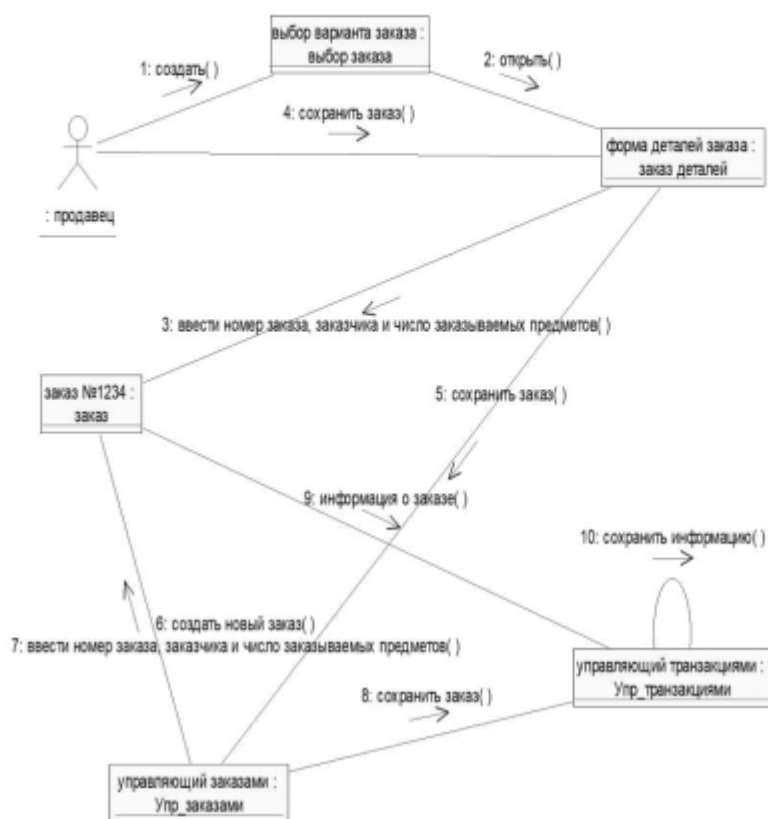 выбор варианта заказа :
выбор заказа
1: создать( )
2: открыть( )
4: сохранить заказ( )
форма деталей заказа :
заказ деталей
: продавец
3: ввести номер заказа, заказчика и число заказываемых предметов( )
заказ №1234 :
заказ
5: сохранить заказ( )
9: информация о заказе( )
10: сохранить информацию( )
6: создать новый заказ( )
7: ввести номер заказа, заказчика и число заказываемых предметов( )
управляющий транзакциями :
Упр_транзакциями
8: сохранить заказ( )
управляющий заказами :
Упр_заказами